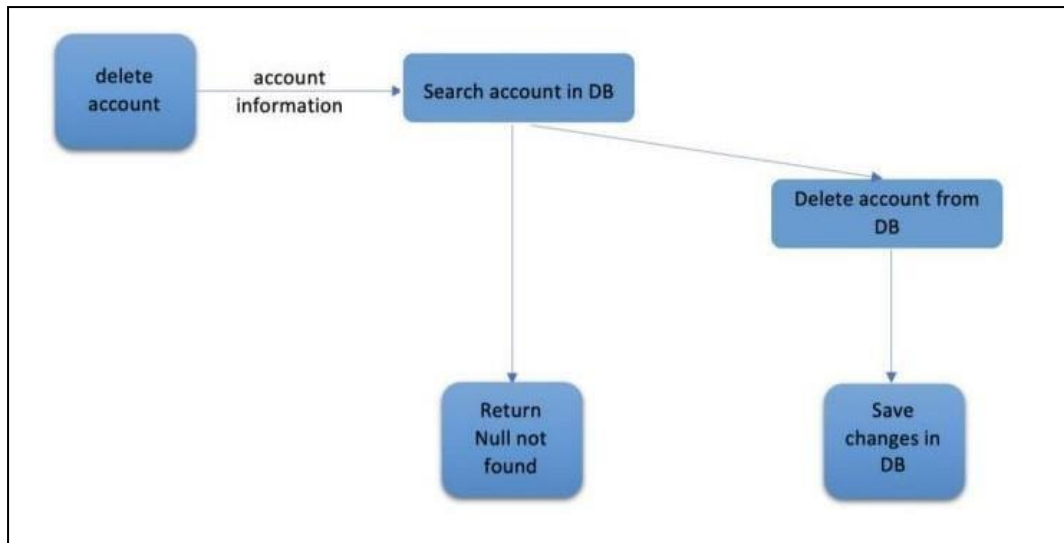 delete
account
account
information
Search account in DB
Delete account from
DB
Return
Null not
found
Save
changes in
DB